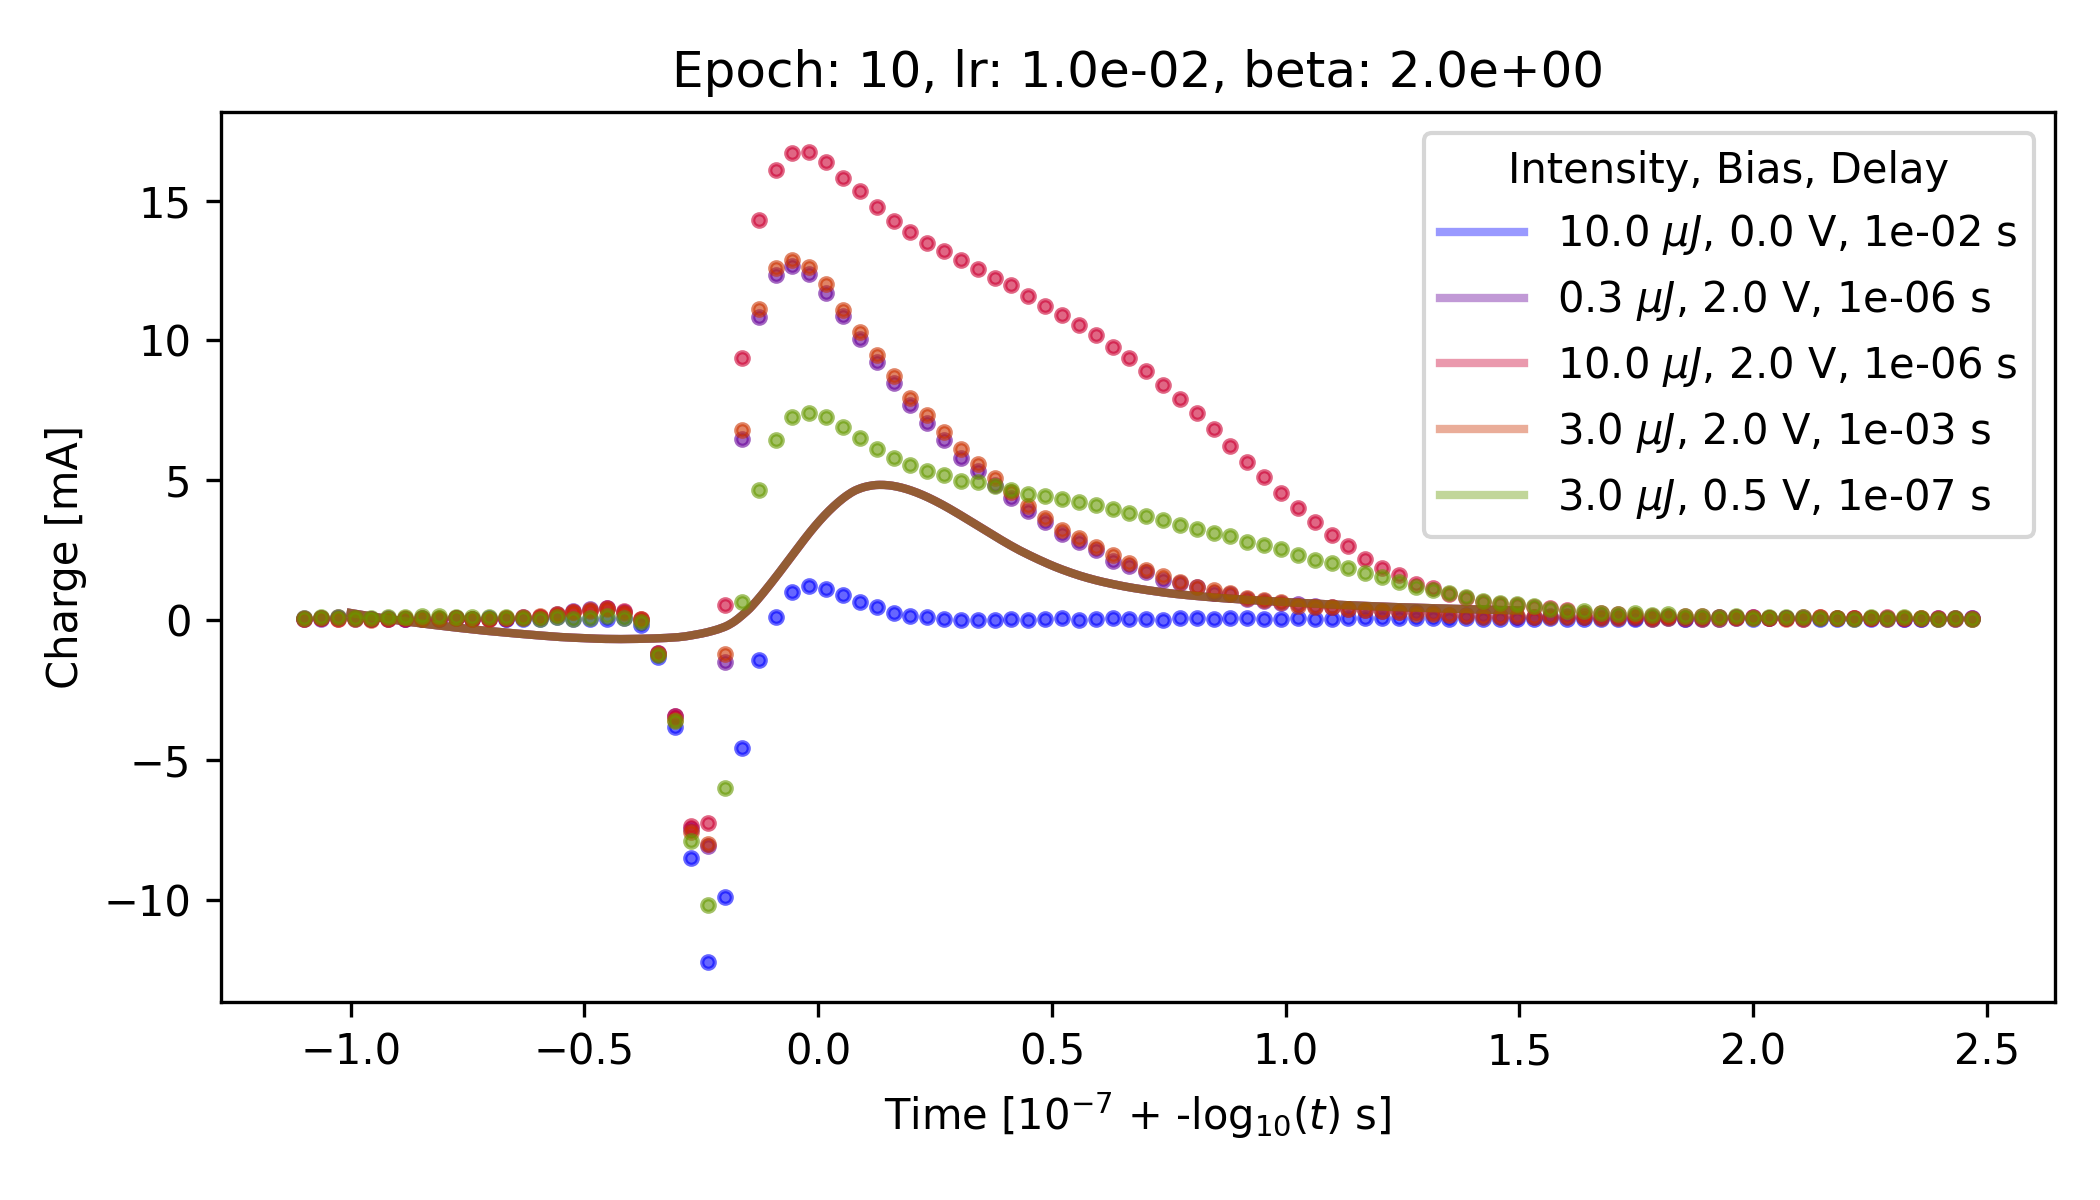 Epoch: 10, lr: 1.0e-02, beta: 2.0e+00
Charge [mA]
15
10
5
0
−5
−10
Intensity, Bias, Delay
10.0 μJ, 0.0 V, 1e-02 s
0.3 μJ, 2.0 V, 1e-06 s
10.0 μJ, 2.0 V, 1e-06 s
3.0 μJ, 2.0 V, 1e-03 s
3.0 μJ, 0.5 V, 1e-07 s
−1.0 −0.5 0.0 0.5 1.0 1.5 2.0 2.5
Time [10⁻⁷ + -log₁₀(t) s]